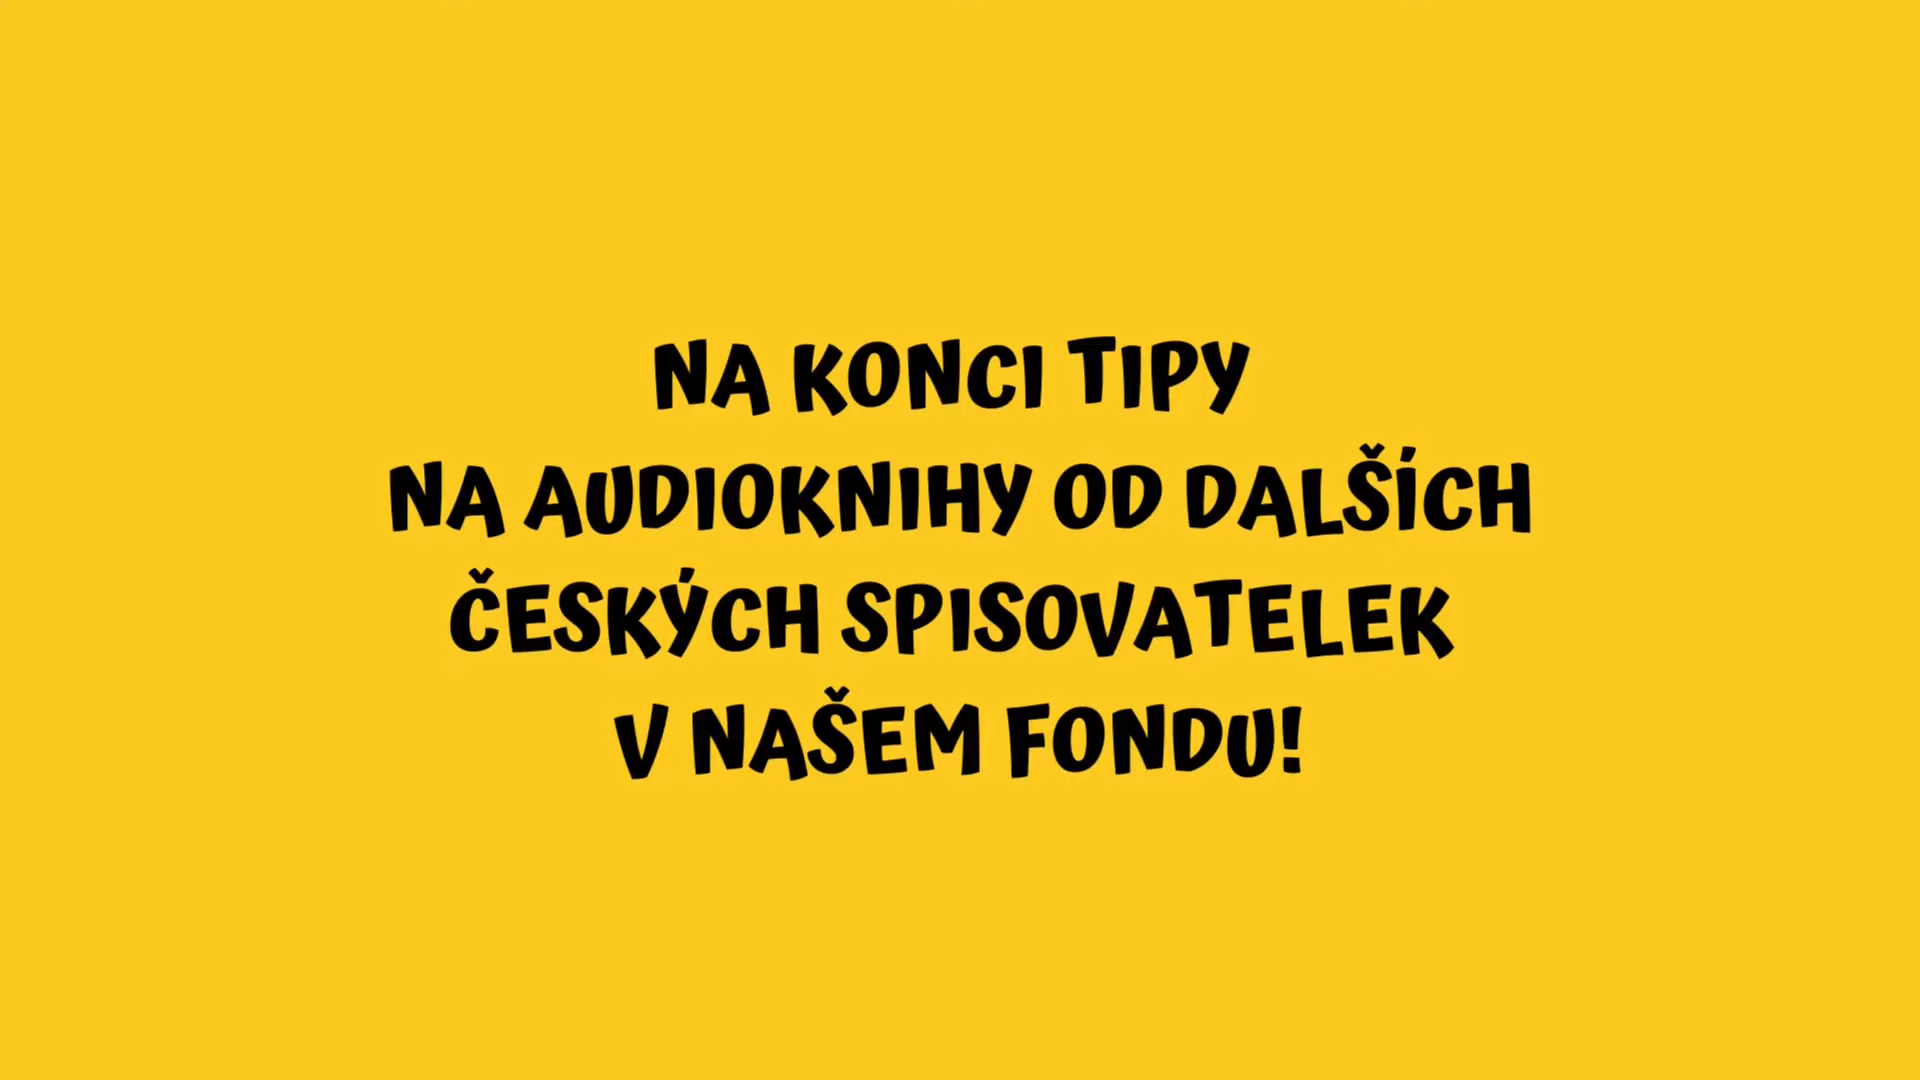 NA KONCI TIPY
NA AUDIOKNIHY OD DALŠÍCH
ČESKÝCH SPISOVATELEK
V NAŠEM FONDU!